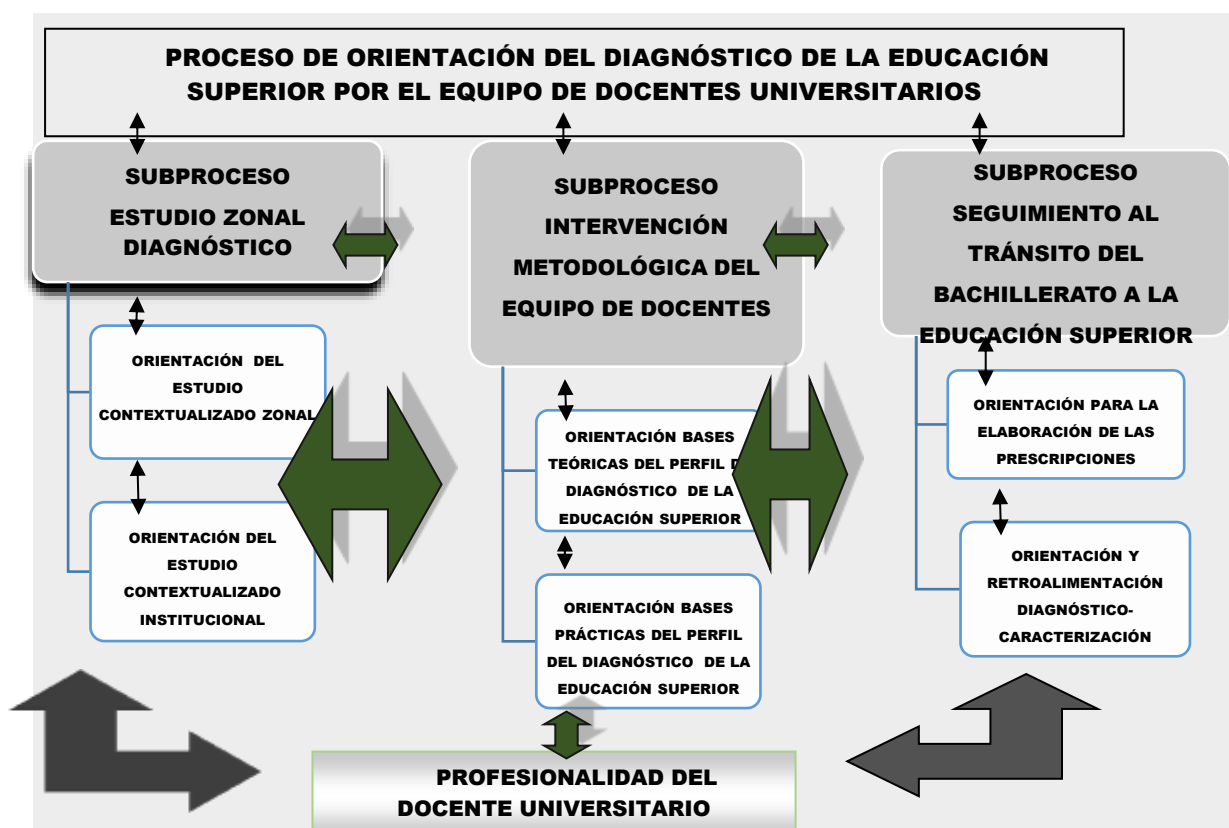 PROCESO DE ORIENTACIÓN DEL DIAGNÓSTICO DE LA EDUCACIÓN
SUPERIOR POR EL EQUIPO DE DOCENTES UNIVERSITARIOS
SUBPROCESO
ESTUDIO ZONAL
DIAGNÓSTICO
ORIENTACIÓN DEL
ESTUDIO
CONTEXTUALIZADO ZONAL
ORIENTACIÓN DEL
ESTUDIO
CONTEXTUALIZADO
INSTITUCIONAL
SUBPROCESO
INTERVENCIÓN
METODOLÓGICA DEL
EQUIPO DE DOCENTES
ORIENTACIÓN BASES
TEÓRICAS DEL PERFIL
DIAGNÓSTICO DE LA
EDUCACIÓN SUPERIOR
ORIENTACIÓN BASES
PRÁCTICAS DEL PERFIL
DEL DIAGNÓSTICO DE LA
EDUCACIÓN SUPERIOR
SUBPROCESO
SEGUIMIENTO AL
TRÁNSITO DEL
BACHILLERATO A LA
EDUCACIÓN SUPERIOR
ORIENTACIÓN PARA LA
ELABORACIÓN DE LAS
PRESCRIPCIONES
ORIENTACIÓN Y
RETROALIMENTACIÓN
DIAGNÓSTICO-
CARACTERIZACIÓN
PROFESIONALIDAD DEL
DOCENTE UNIVERSITARIO